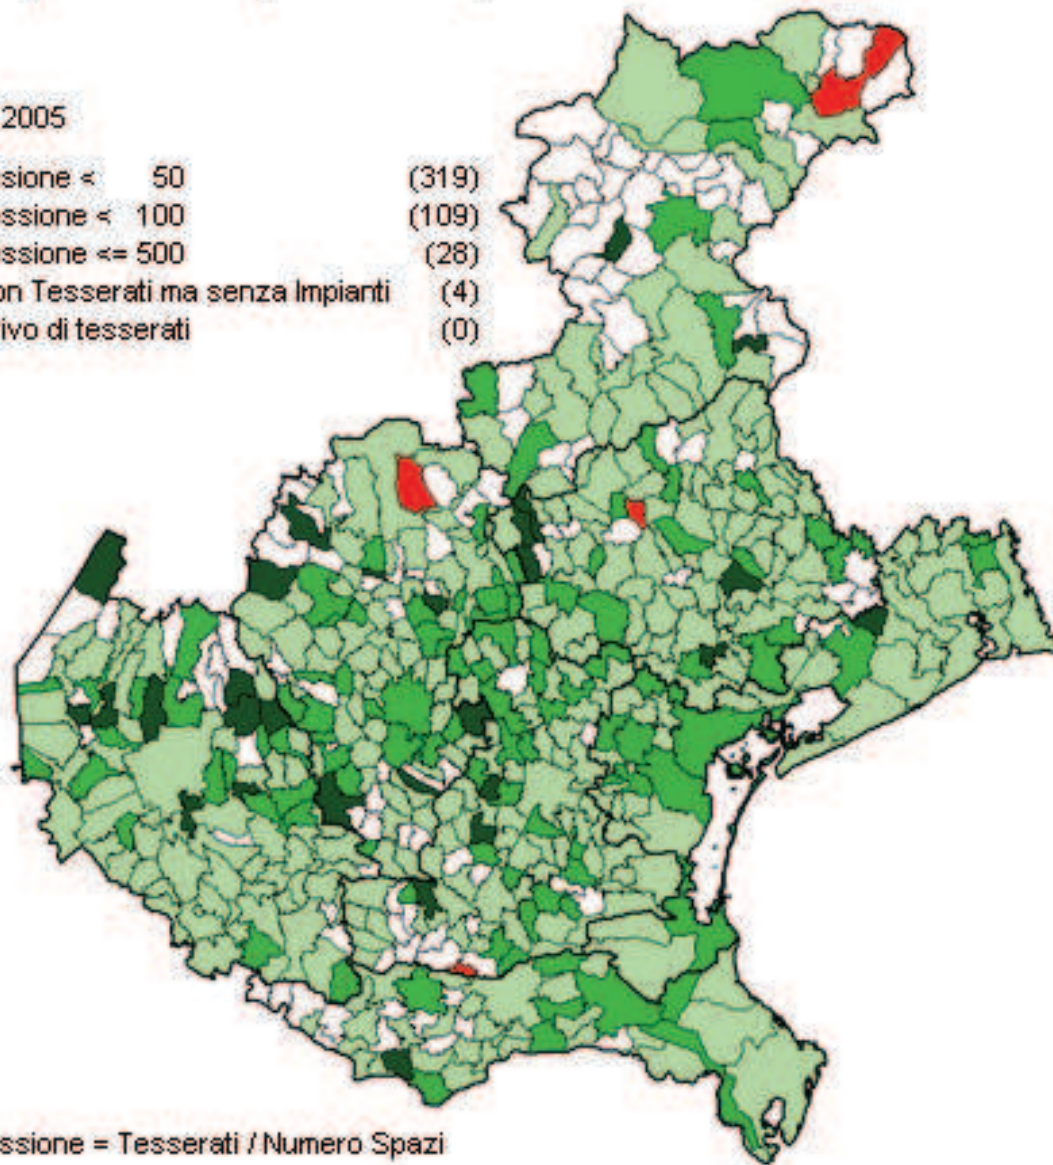 2005
sione < 50 (319)
essione < 100 (109)
ssione <= 500 (28)
on Tesserati ma senza Impianti (4)
ivo di tesserati (0)
ssione = Tesserati / Numero Spazi